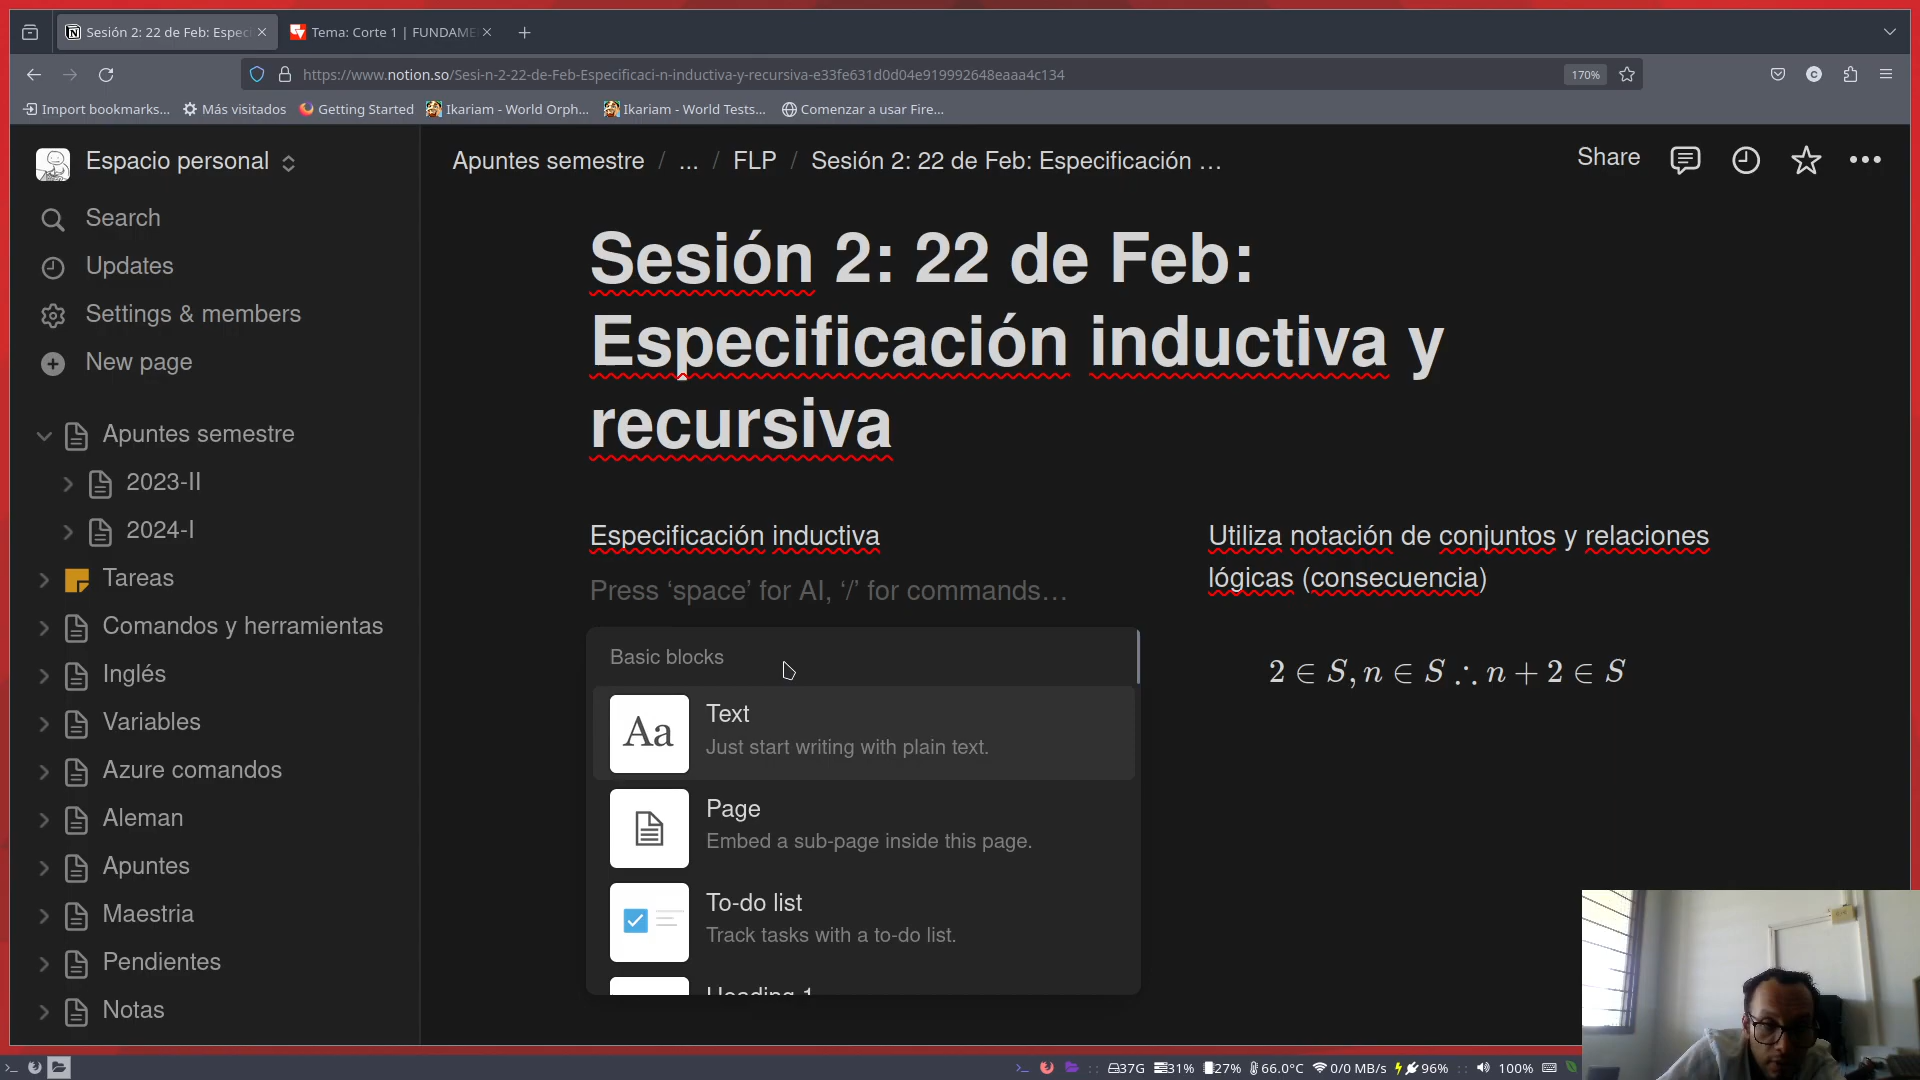 Sesión 2: 22 de Feb: Espec
Tema: Corte 1 | FUNDAME
https://www.notion.so/Sesi-n-2-22-de-Feb-Especificaci-n-inductiva-y-recursiva-e33fe631d0d04e919992648eaaa4c134
170%
Import bookmarks...
Más visitados
Getting Started
Ikariam - World Orph...
Ikariam - World Tests...
Comenzar a usar Fire...
Espacio personal
Search
Updates
Settings & members
New page
Apuntes semestre
2023-II
2024-I
Tareas
Comandos y herramientas
Inglés
Variables
Azure comandos
Aleman
Apuntes
Maestria
Pendientes
Notas
Apuntes semestre / ... / FLP / Sesión 2: 22 de Feb: Especificación …
Share
Sesión 2: 22 de Feb:
Especificación inductiva y
recursiva
Especificación inductiva
Press ‘space’ for AI, ‘/’ for commands…
Basic blocks
Aa
Text
Just start writing with plain text.
Page
Embed a sub-page inside this page.
To-do list
Track tasks with a to-do list.
Heading 1
Utiliza notación de conjuntos y relaciones
lógicas (consecuencia)
2 ∈ S, n ∈ S ∴ n + 2 ∈ S
37G 31% 27% 66.0°C 0/0 MB/s 96% 100%